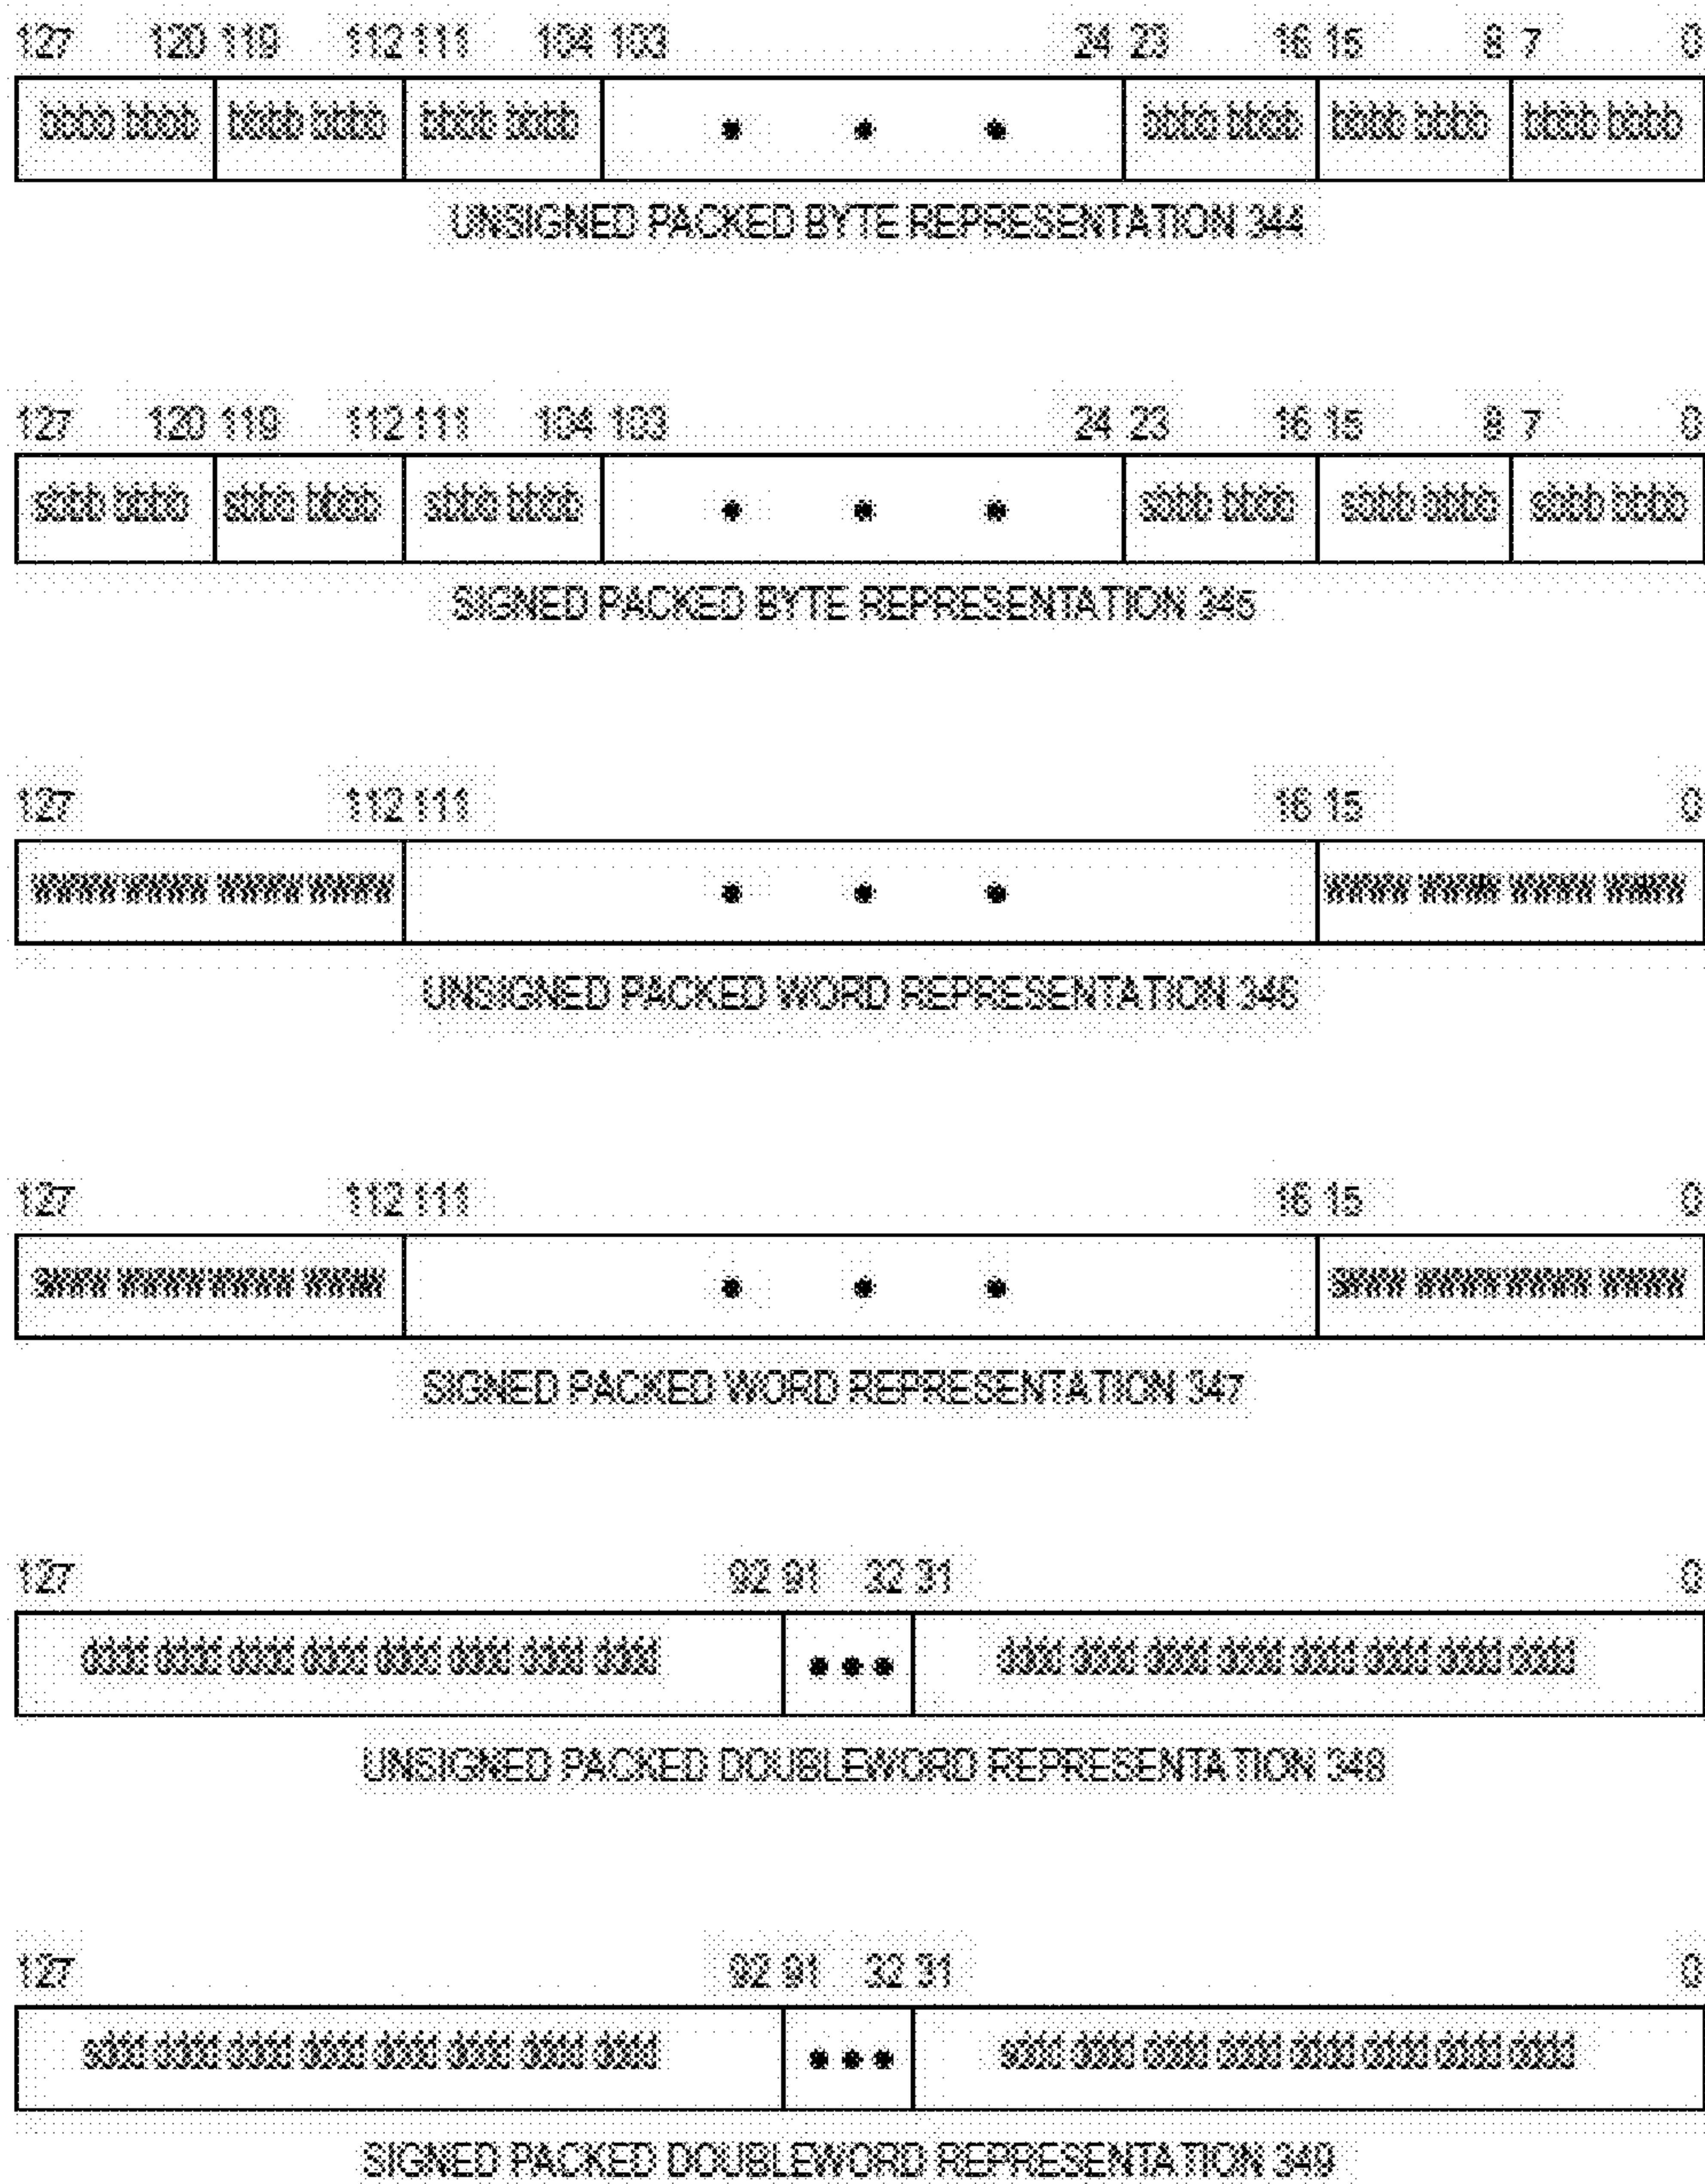 127 120 119 112 111 104 103 24 23 16 15 8 7 0
bbbb bbbb bbbb bbbb bbbb bbbb bbbb bbbb bbbb bbbb bbbb bbbb
UNSIGNED PACKED BYTE REPRESENTATION 344
127 120 119 112 111 104 103 24 23 16 15 8 7 0
sbbb bbbb sbbb bbbb sbbb bbbb sbbb bbbb sbbb bbbb sbbb bbbb
SIGNED PACKED BYTE REPRESENTATION 345
127 112 111 16 15 0
wwww wwww wwww wwww wwww wwww wwww wwww
UNSIGNED PACKED WORD REPRESENTATION 346
127 112 111 16 15 0
swww wwww wwww wwww swww wwww wwww wwww
SIGNED PACKED WORD REPRESENTATION 347
127 92 91 32 31 0
dddd dddd dddd dddd dddd dddd dddd dddd dddd dddd dddd dddd dddd dddd dddd dddd
UNSIGNED PACKED DOUBLEWORD REPRESENTATION 348
127 92 91 32 31 0
sddd dddd dddd dddd dddd dddd dddd dddd sddd dddd dddd dddd dddd dddd dddd dddd
SIGNED PACKED DOUBLEWORD REPRESENTATION 349